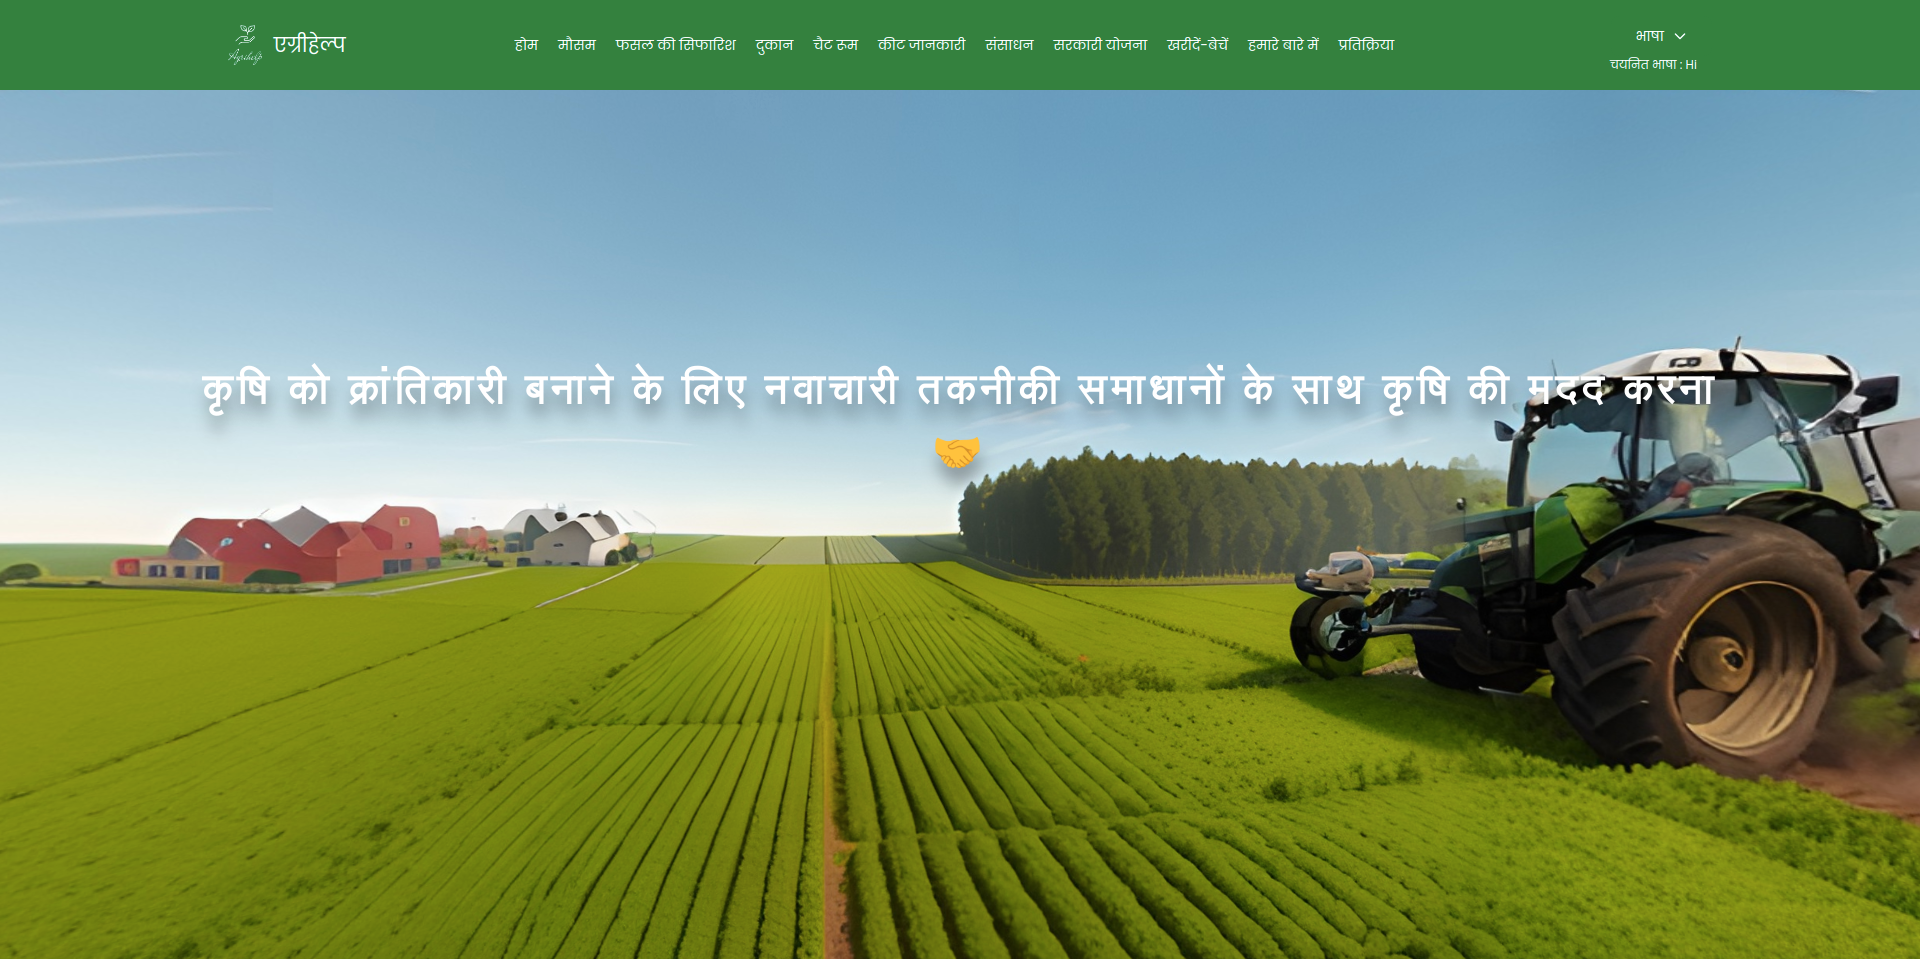 Agrihelp
एग्रीहेल्प
होम मौसम फसल की सिफारिश दुकान चैट रूम कीट जानकारी संसाधन सरकारी योजना खरीदें-बेचें हमारे बारे में प्रतिक्रिया
भाषा
चयनित भाषा : Hi
कृषि को क्रांतिकारी बनाने के लिए नवाचारी तकनीकी समाधानों के साथ कृषि की मदद करना
🤝